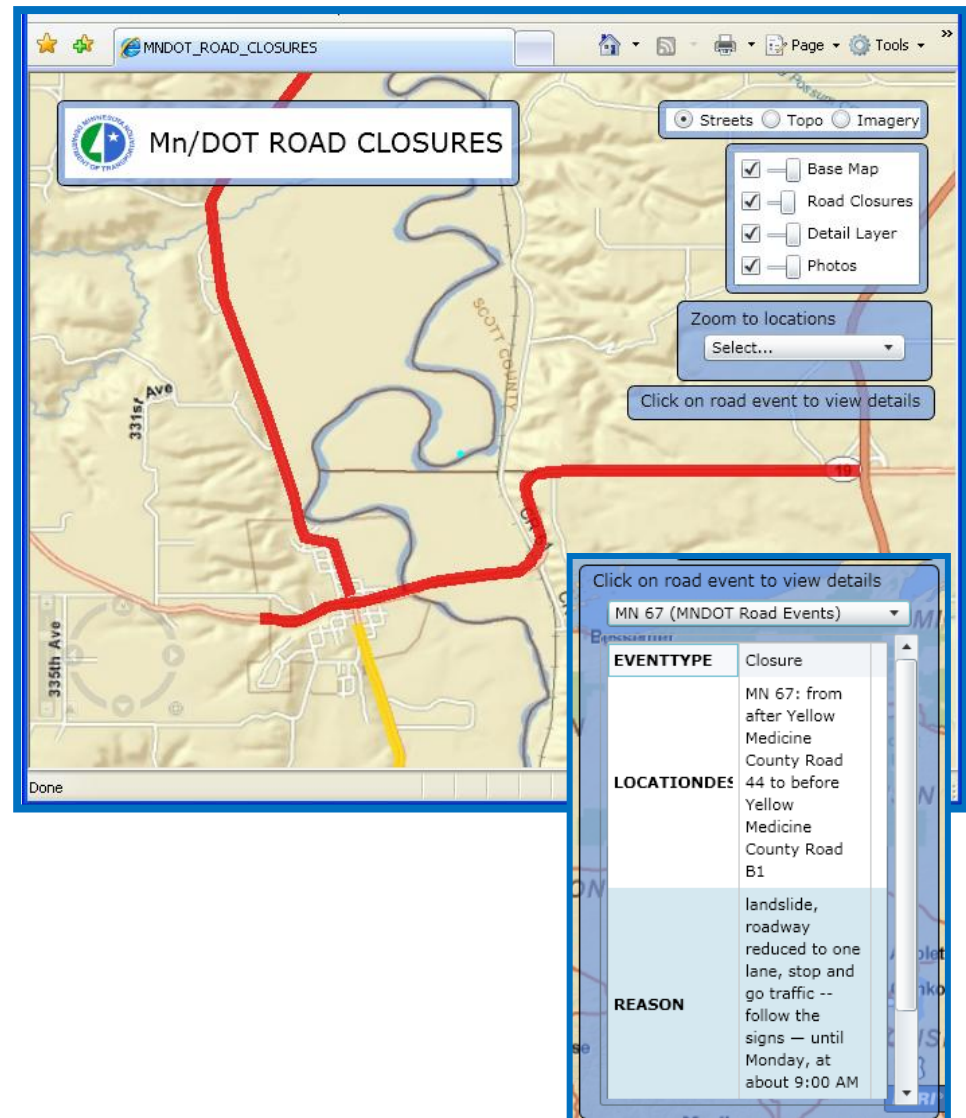 MNDOT_ROAD_CLOSURES
Page
Tools
»
Mn/DOT ROAD CLOSURES
Streets
Topo
Imagery
Base Map
Road Closures
Detail Layer
Photos
Zoom to locations
Select...
Click on road event to view details
SCOTT COUNTY
331st Ave
19
335th Ave
Done
Click on road event to view details
MN 67 (MNDOT Road Events)
EVENTTYPE
Closure
LOCATIONDES
MN 67: from
after Yellow
Medicine
County Road
44 to before
Yellow
Medicine
County Road
B1
REASON
landslide,
roadway
reduced to one
lane, stop and
go traffic --
follow the
signs — until
Monday, at
about 9:00 AM